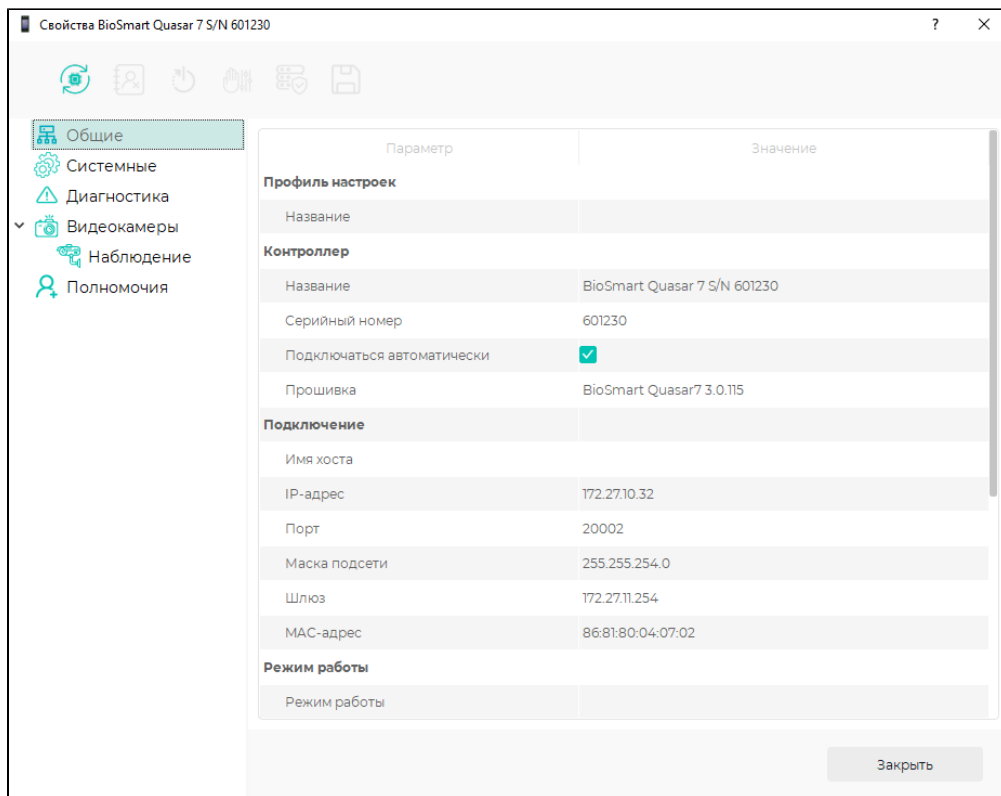 Свойства BioSmart Quasar 7 S/N 601230
?
Общие
Системные
Диагностика
Видеокамеры
Наблюдение
Полномочия
Параметр Значение
Профиль настроек
Название
Контроллер
Название BioSmart Quasar 7 S/N 601230
Серийный номер 601230
Подключаться автоматически
Прошивка BioSmart Quasar7 3.0.115
Подключение
Имя хоста
IP-адрес 172.27.10.32
Порт 20002
Маска подсети 255.255.254.0
Шлюз 172.27.11.254
MAC-адрес 86:81:80:04:07:02
Режим работы
Режим работы
Закрыть